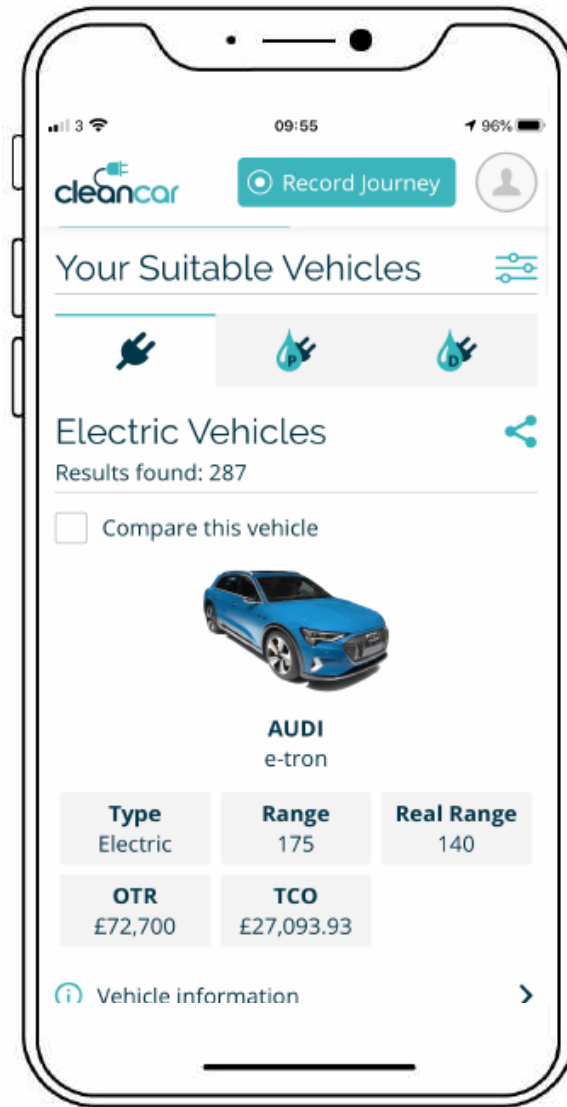 3
09:55
96%
cleancar
Record Journey
Your Suitable Vehicles
P
D
Electric Vehicles
Results found: 287
Compare this vehicle
AUDI
e-tron
Type
Electric
Range
175
Real Range
140
OTR
£72,700
TCO
£27,093.93
i Vehicle information